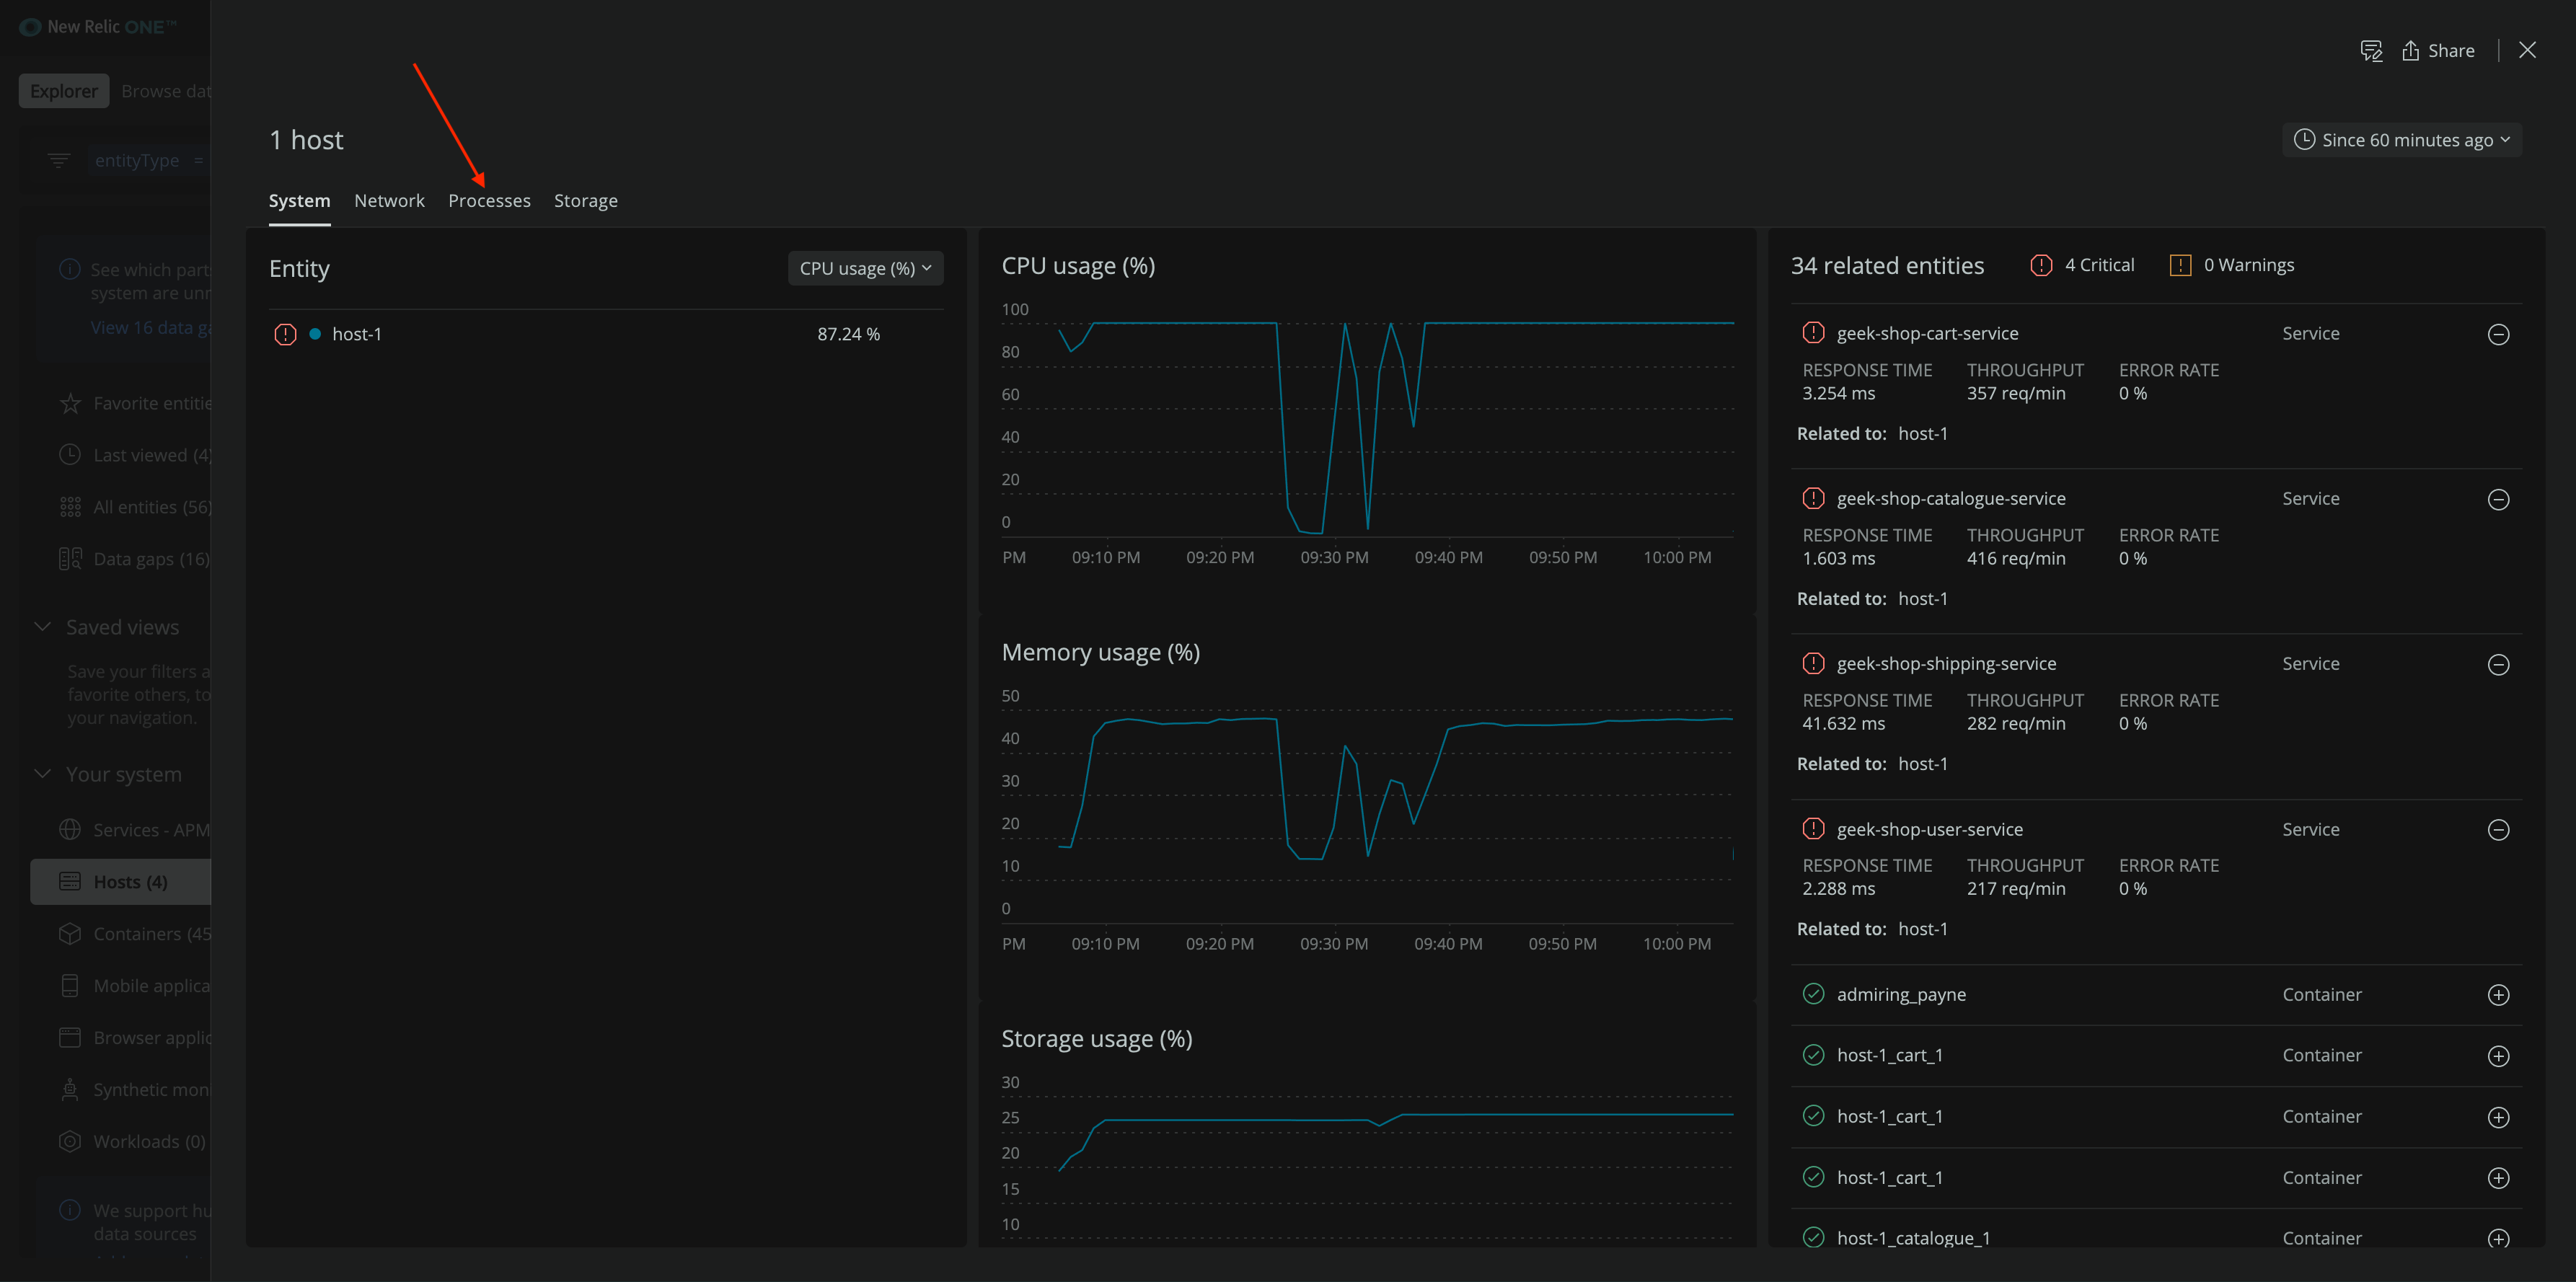 New Relic ONE™
Explorer
Browse dat
entityType =
See which part
system are unr
View 16 data ga
Favorite entitie
Last viewed (4)
All entities (56)
Data gaps (16)
Saved views
Save your filters a
favorite others, to
your navigation.
Your system
Services - APM
Hosts (4)
Containers (45
Mobile applica
Browser applic
Synthetic mon
Workloads (0)
We support hu
data sources
Share
1 host
Since 60 minutes ago
System
Network
Processes
Storage
Entity
CPU usage (%)
host-1
87.24 %
CPU usage (%)
100
80
60
40
20
0
PM
09:10 PM
09:20 PM
09:30 PM
09:40 PM
09:50 PM
10:00 PM
Memory usage (%)
50
40
30
20
10
0
PM
09:10 PM
09:20 PM
09:30 PM
09:40 PM
09:50 PM
10:00 PM
Storage usage (%)
30
25
20
15
10
34 related entities
4 Critical
0 Warnings
geek-shop-cart-service
Service
RESPONSE TIME THROUGHPUT ERROR RATE
3.254 ms 357 req/min 0 %
Related to: host-1
geek-shop-catalogue-service
Service
RESPONSE TIME THROUGHPUT ERROR RATE
1.603 ms 416 req/min 0 %
Related to: host-1
geek-shop-shipping-service
Service
RESPONSE TIME THROUGHPUT ERROR RATE
41.632 ms 282 req/min 0 %
Related to: host-1
geek-shop-user-service
Service
RESPONSE TIME THROUGHPUT ERROR RATE
2.288 ms 217 req/min 0 %
Related to: host-1
admiring_payne
Container
host-1_cart_1
Container
host-1_cart_1
Container
host-1_cart_1
Container
host-1_catalogue_1
Container